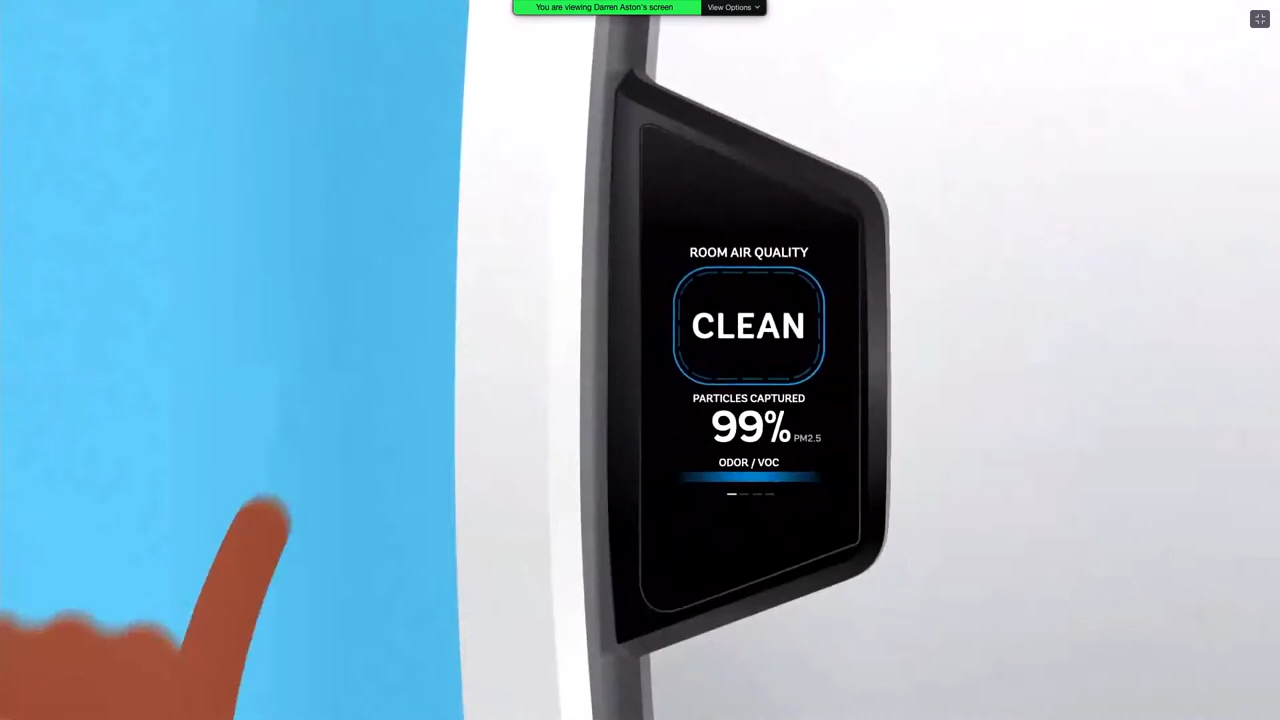 You are viewing Darren Aston's screen
View Options
ROOM AIR QUALITY
CLEAN
PARTICLES CAPTURED
99% PM2.5
ODOR / VOC